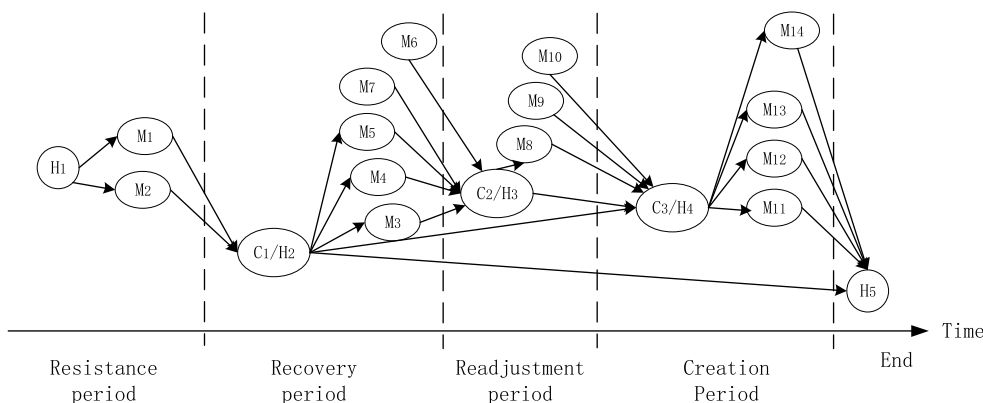 M14
M6
M10
M7
M9
M13
M1
M5
M8
H1
M12
M4
M2
C2/H3
C3/H4
M11
M3
C1/H2
H5
Time
End
Resistance
period
Recovery
period
Readjustment
period
Creation
Period